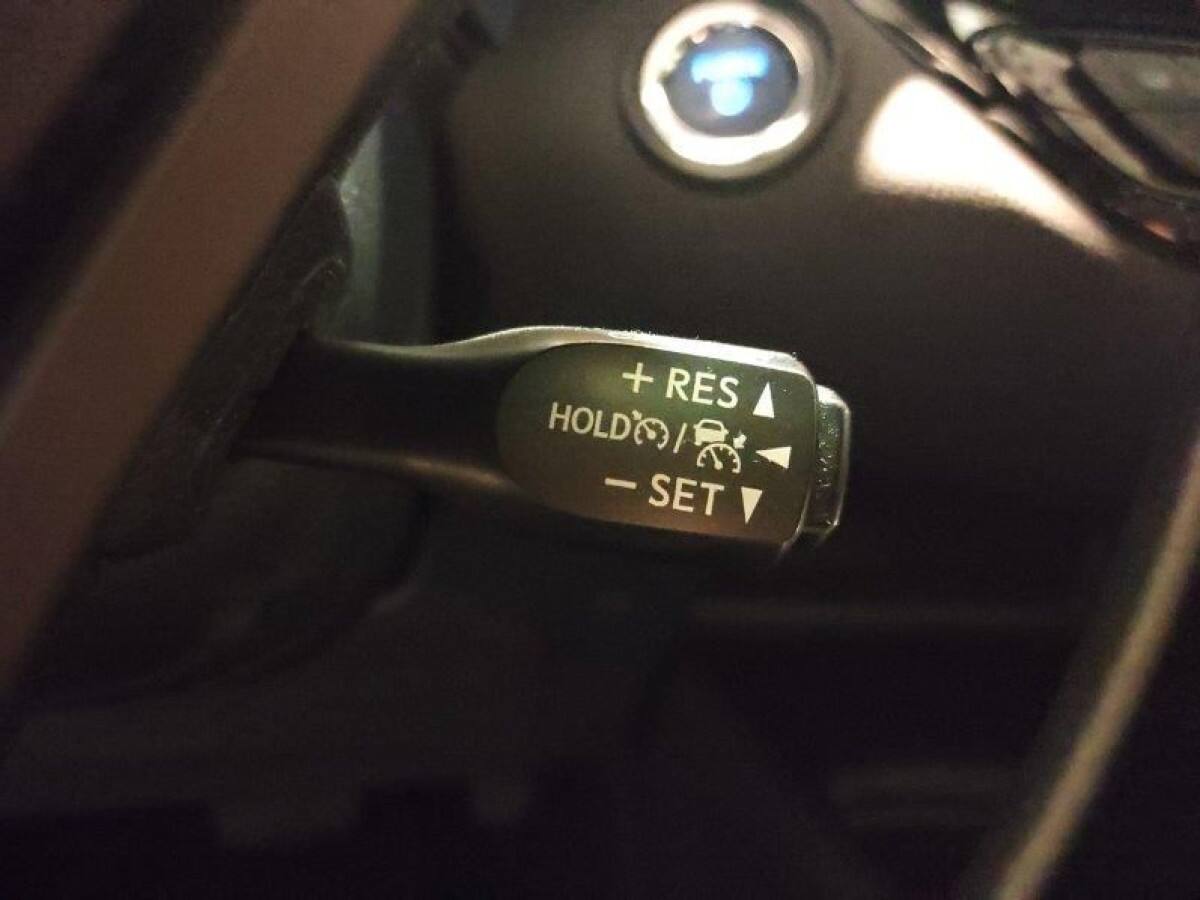 + RES
HOLD /
− SET